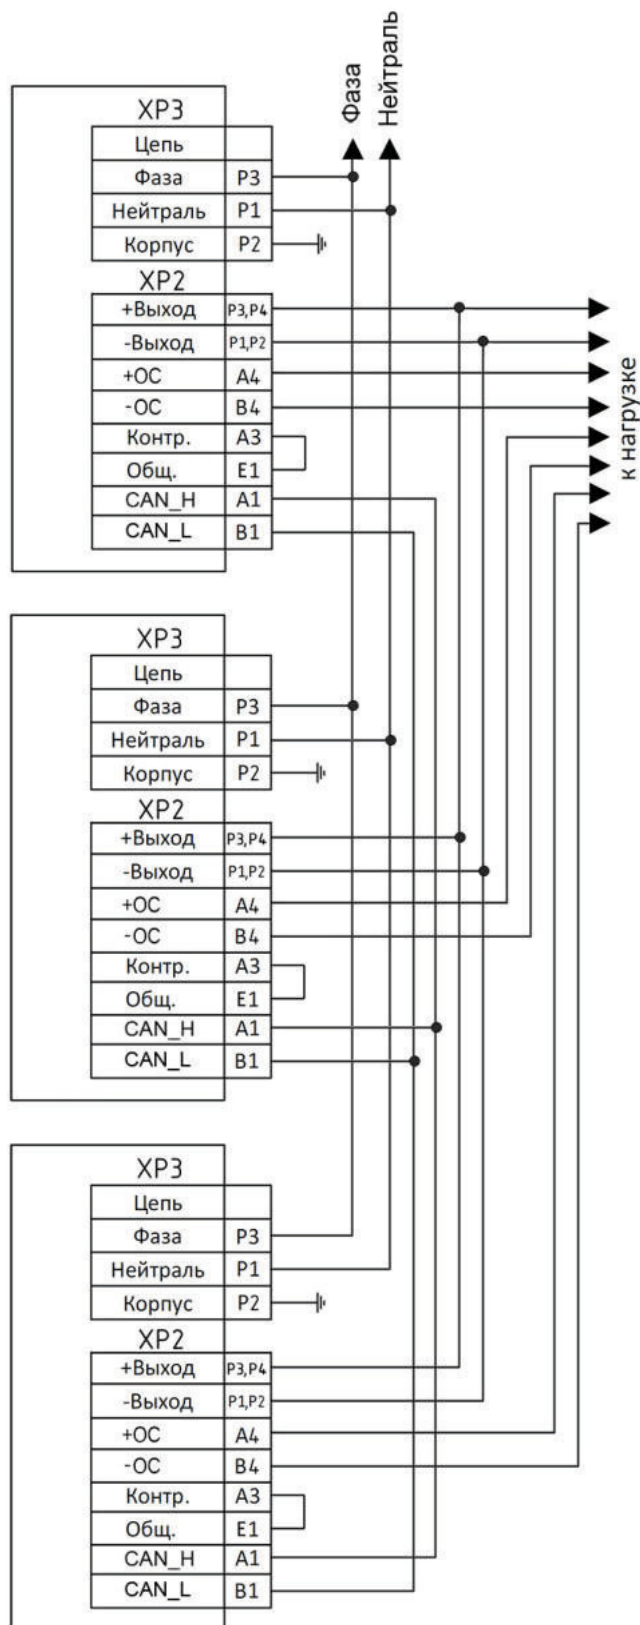 Фаза
Нейтраль
XP3
Цепь
Фаза P3
Нейтраль P1
Корпус P2
XP2
+Выход P3,P4
-Выход P1,P2
+ОС A4
-ОС B4
Контр. A3
Общ. E1
CAN_H A1
CAN_L B1
к нагрузке
XP3
Цепь
Фаза P3
Нейтраль P1
Корпус P2
XP2
+Выход P3,P4
-Выход P1,P2
+ОС A4
-ОС B4
Контр. A3
Общ. E1
CAN_H A1
CAN_L B1
XP3
Цепь
Фаза P3
Нейтраль P1
Корпус P2
XP2
+Выход P3,P4
-Выход P1,P2
+ОС A4
-ОС B4
Контр. A3
Общ. E1
CAN_H A1
CAN_L B1